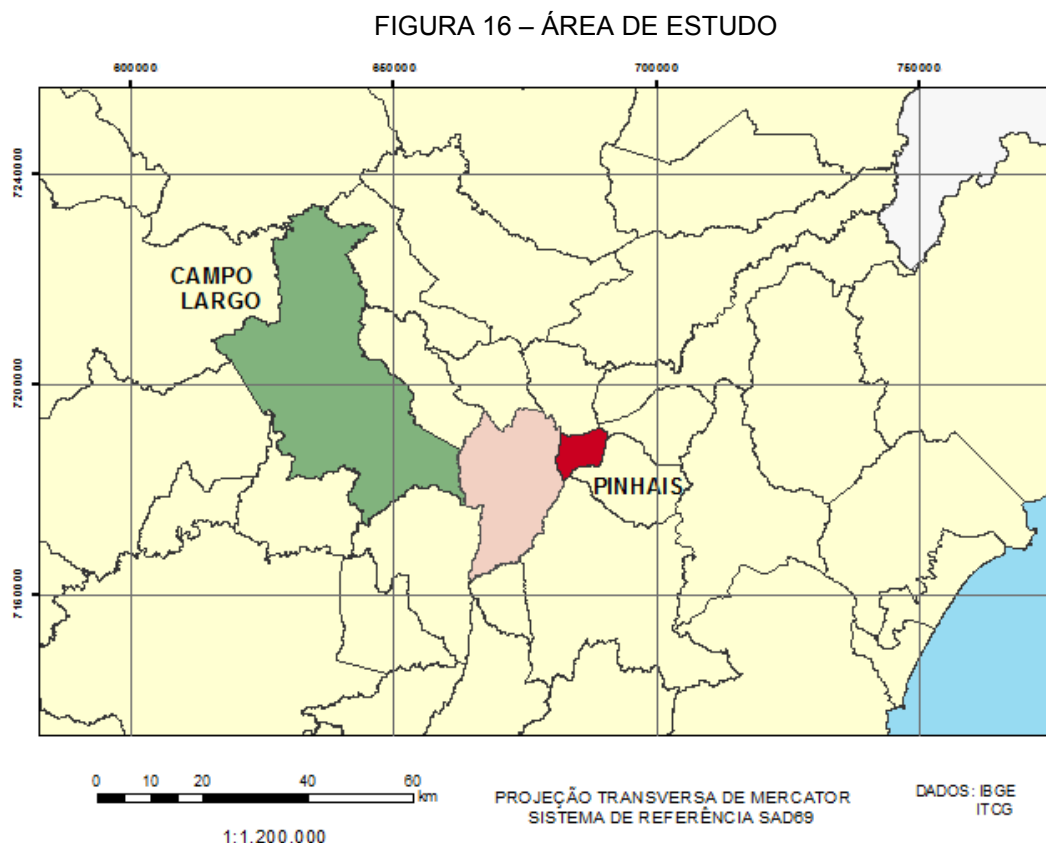 FIGURA 16 – ÁREA DE ESTUDO
600000 650000 700000 750000
7240000
CAMPO
LARGO
7200000
PINHAIS
7160000
0 10 20 40 60
km
1:1.200.000
PROJEÇÃO TRANSVERSA DE MERCATOR
SISTEMA DE REFERÊNCIA SAD69
DADOS: IBGE
ITCG